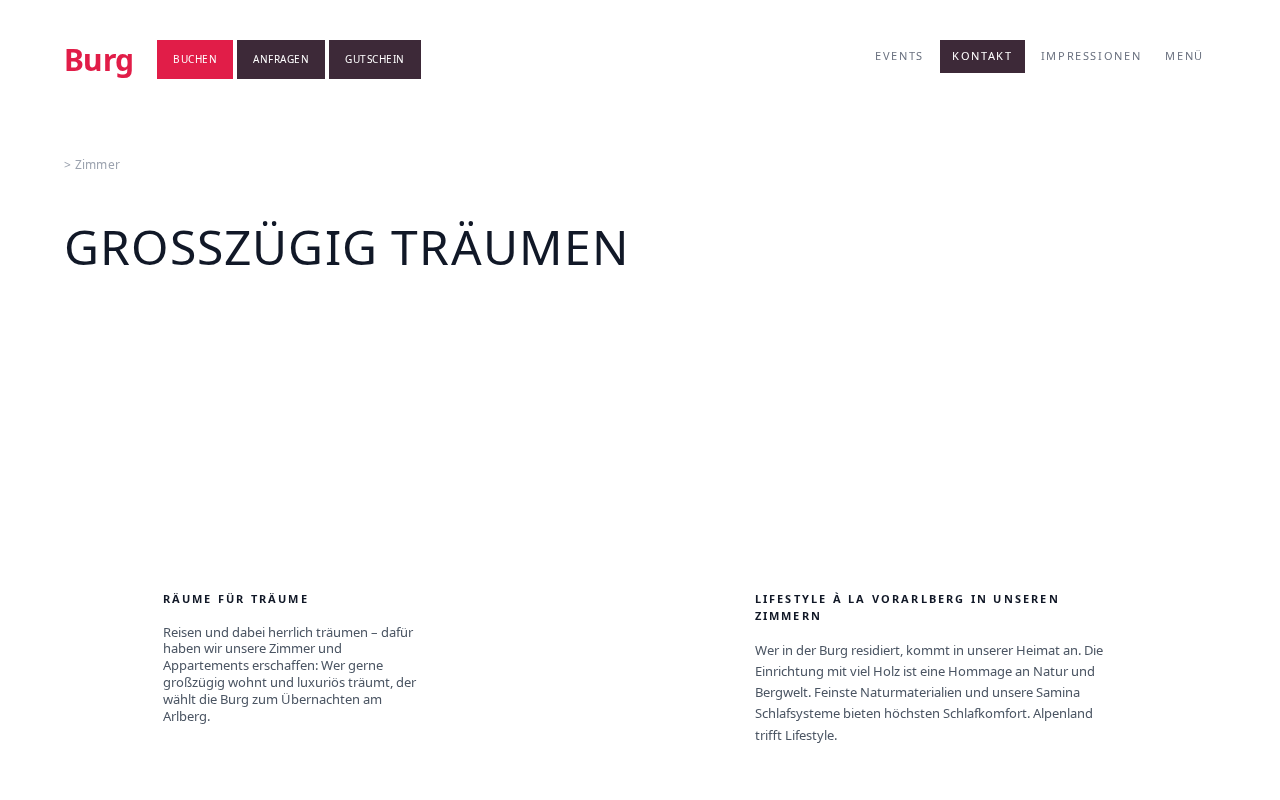 Burg
BUCHEN
ANFRAGEN
GUTSCHEIN
EVENTS
KONTAKT
IMPRESSIONEN
MENÜ
> Zimmer
GROSSZÜGIG TRÄUMEN
RÄUME FÜR TRÄUME
Reisen und dabei herrlich träumen – dafür
haben wir unsere Zimmer und
Appartements erschaffen: Wer gerne
großzügig wohnt und luxuriös träumt, der
wählt die Burg zum Übernachten am
Arlberg.
LIFESTYLE À LA VORARLBERG IN UNSEREN
ZIMMERN
Wer in der Burg residiert, kommt in unserer Heimat an. Die
Einrichtung mit viel Holz ist eine Hommage an Natur und
Bergwelt. Feinste Naturmaterialien und unsere Samina
Schlafsysteme bieten höchsten Schlafkomfort. Alpenland
trifft Lifestyle.